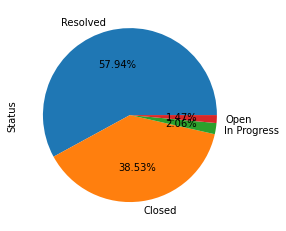 Resolved
57.94%
Status
1.47%
Open
2.06%
In Progress
38.53%
Closed